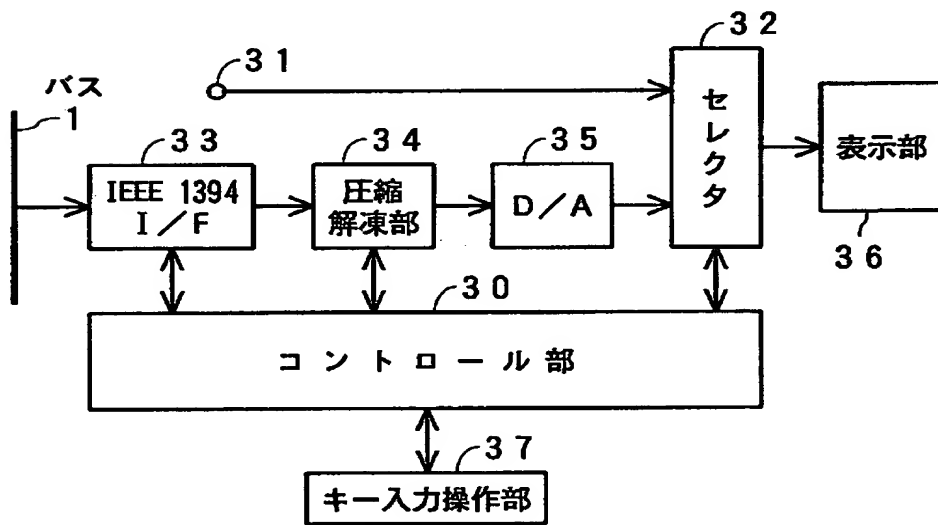 32
31
バス
1
33
34
35
IEEE 1394
I/F
圧縮
解凍部
D/A
セレクタ
表示部
36
30
コントロール部
37
キー入力操作部